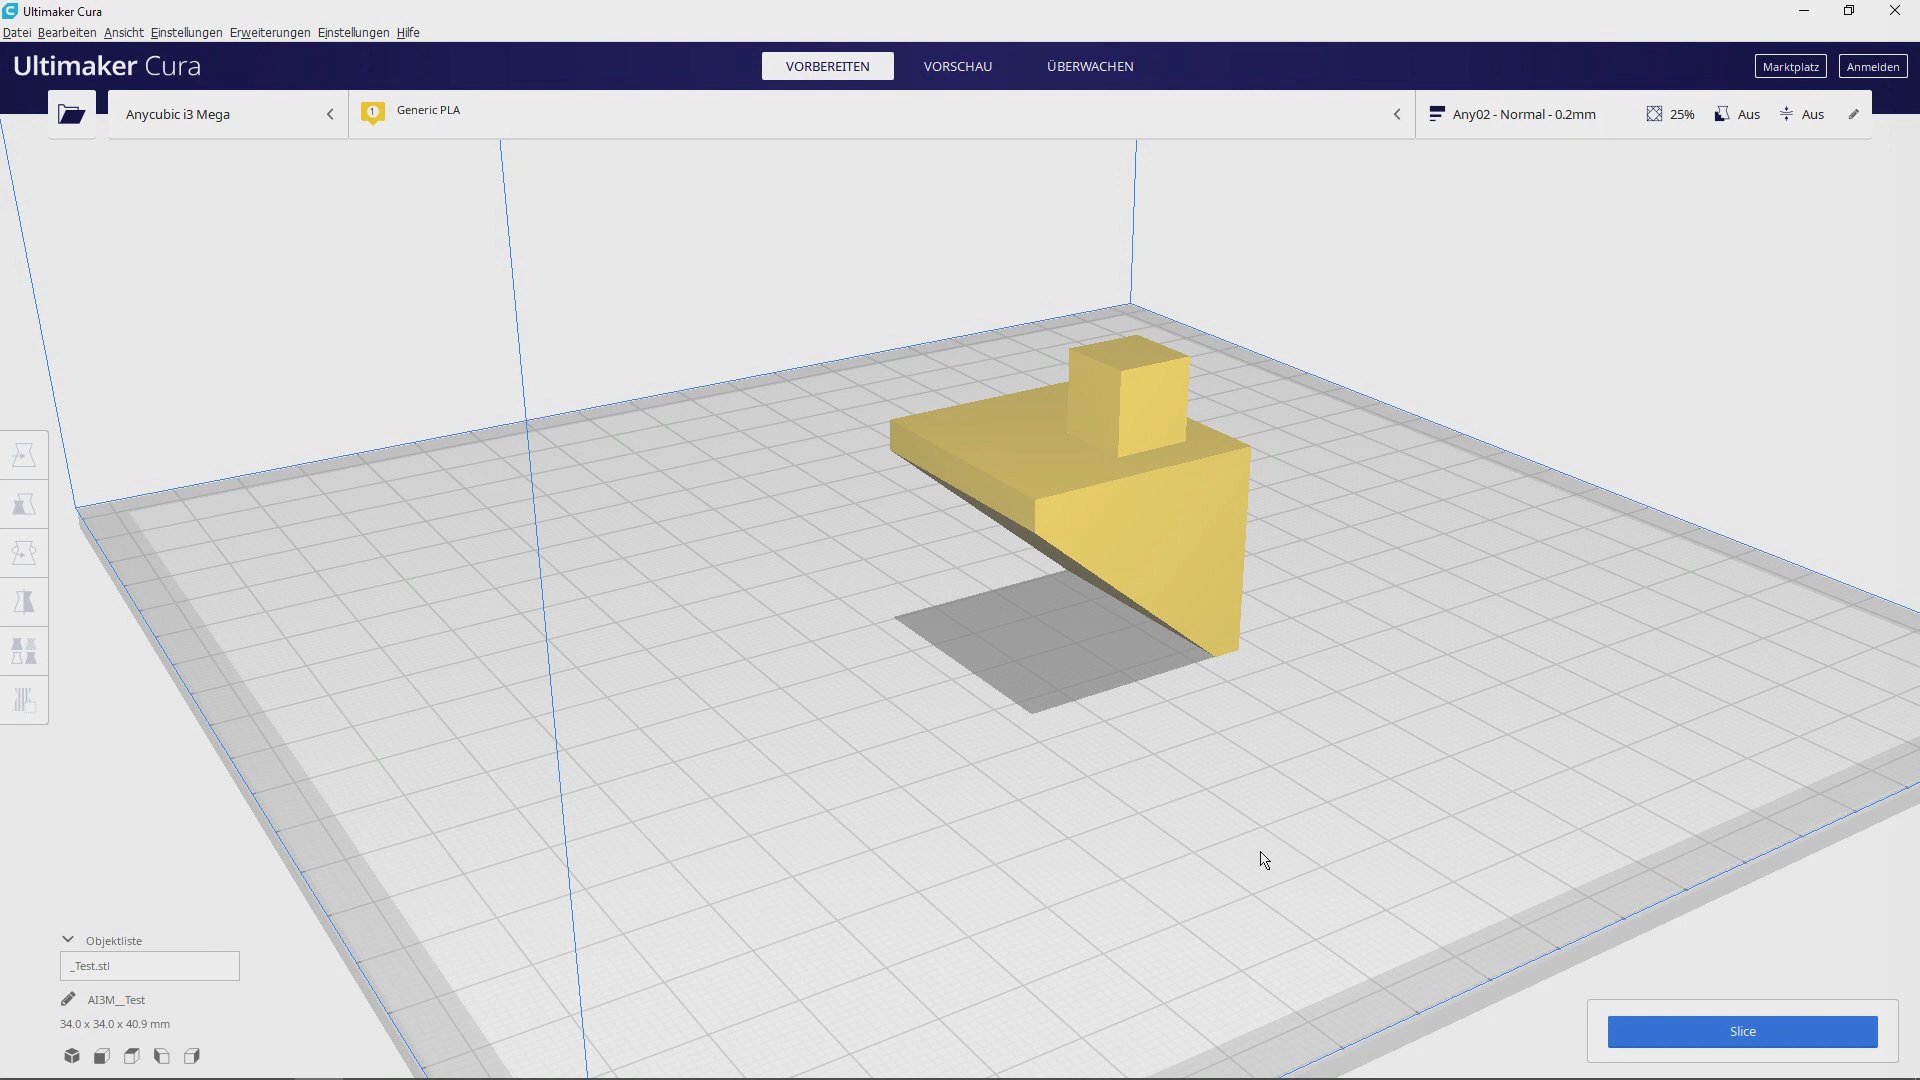 Ultimaker Cura
Datei Bearbeiten Ansicht Einstellungen Erweiterungen Einstellungen Hilfe
Ultimaker Cura VORBEREITEN VORSCHAU ÜBERWACHEN Marktplatz Anmelden
Anycubic i3 Mega 1 Generic PLA Any02 - Normal - 0.2mm 25% Aus Aus
Objektliste
_Test.stl
AI3M__Test
34.0 x 34.0 x 40.9 mm
Slice